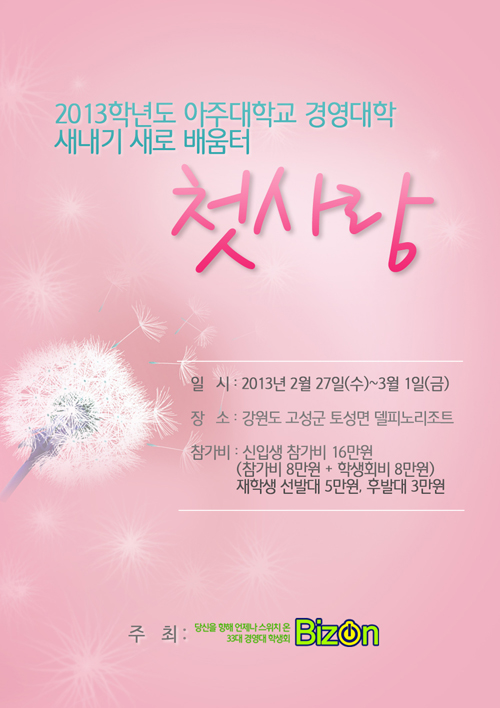 2013학년도 아주대학교 경영대학
새내기 새로 배움터
첫사랑
일 시 : 2013년 2월 27일(수)~3월 1일(금)
장 소 : 강원도 고성군 토성면 델피노리조트
참가비 : 신입생 참가비 16만원
(참가비 8만원 + 학생회비 8만원)
재학생 선발대 5만원, 후발대 3만원
주 최 :
당신을 향해 언제나 스위치 온
33대 경영대 학생회
BizOn